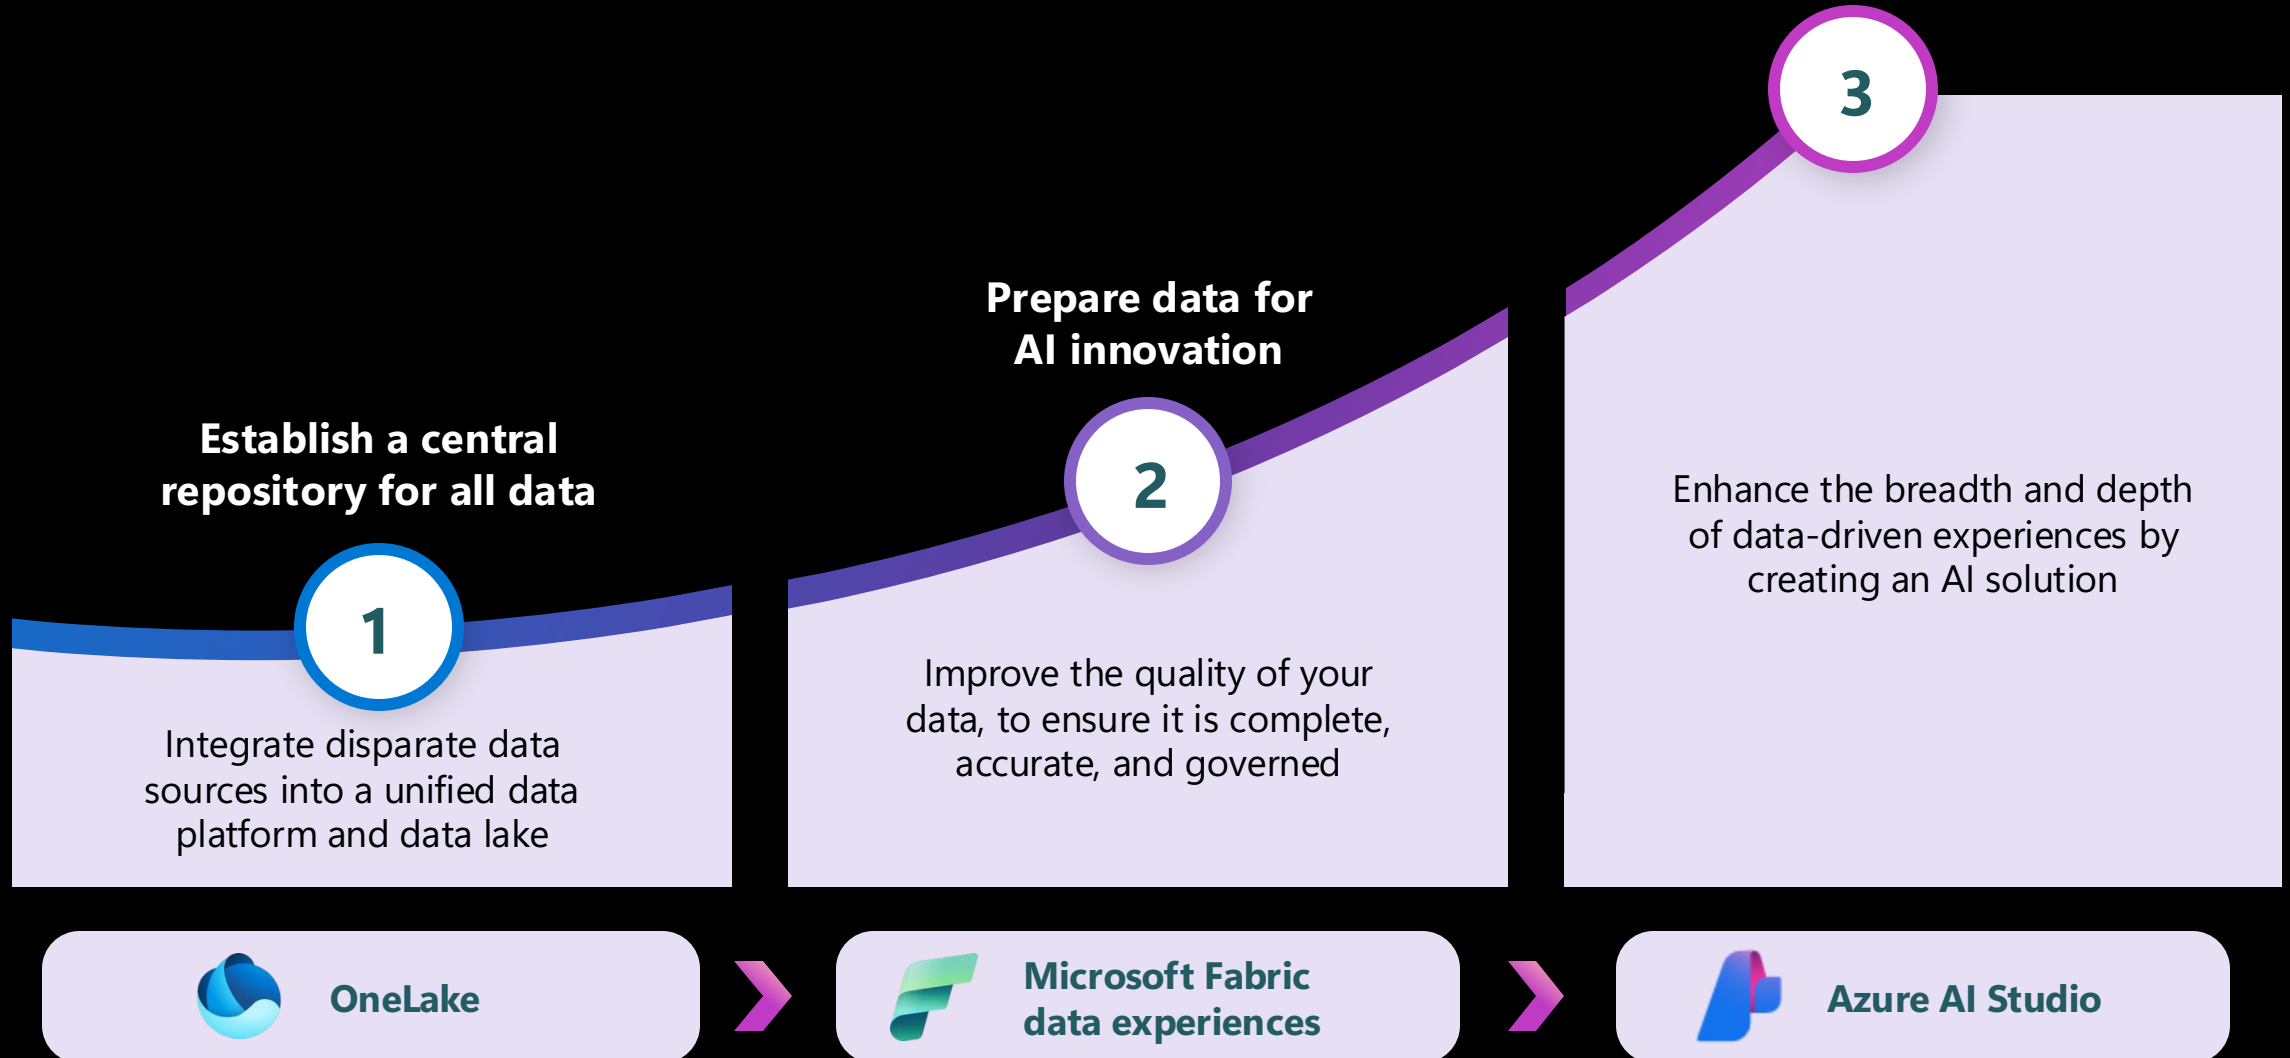 Establish a central
repository for all data
1
Integrate disparate data
sources into a unified data
platform and data lake
OneLake
Prepare data for
AI innovation
2
Improve the quality of your
data, to ensure it is complete,
accurate, and governed
Microsoft Fabric
data experiences
3
Enhance the breadth and depth
of data-driven experiences by
creating an AI solution
Azure AI Studio